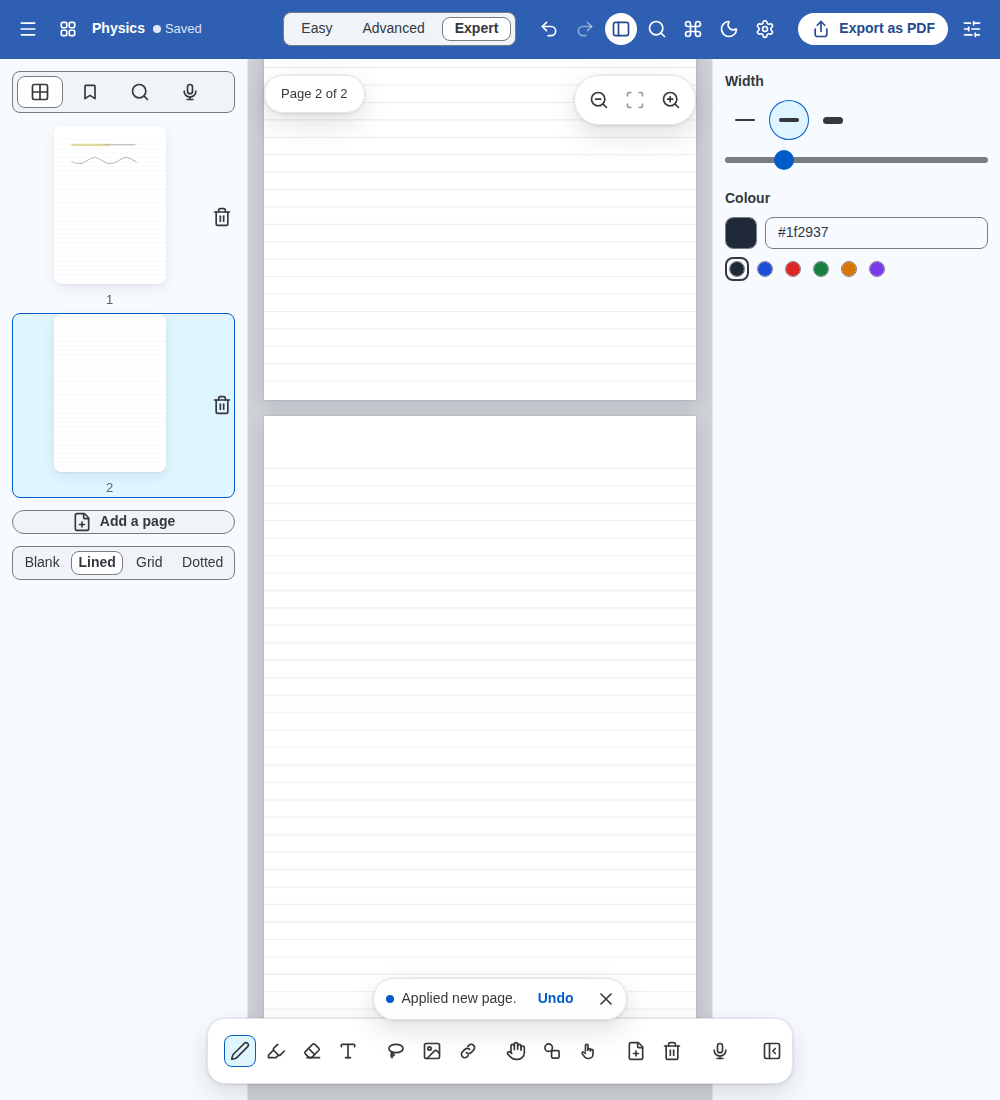 Physics Saved
Easy Advanced Expert
Export as PDF
Page 2 of 2
1
2
Add a page
Blank Lined Grid Dotted
Width
Colour
#1f2937
Applied new page. Undo